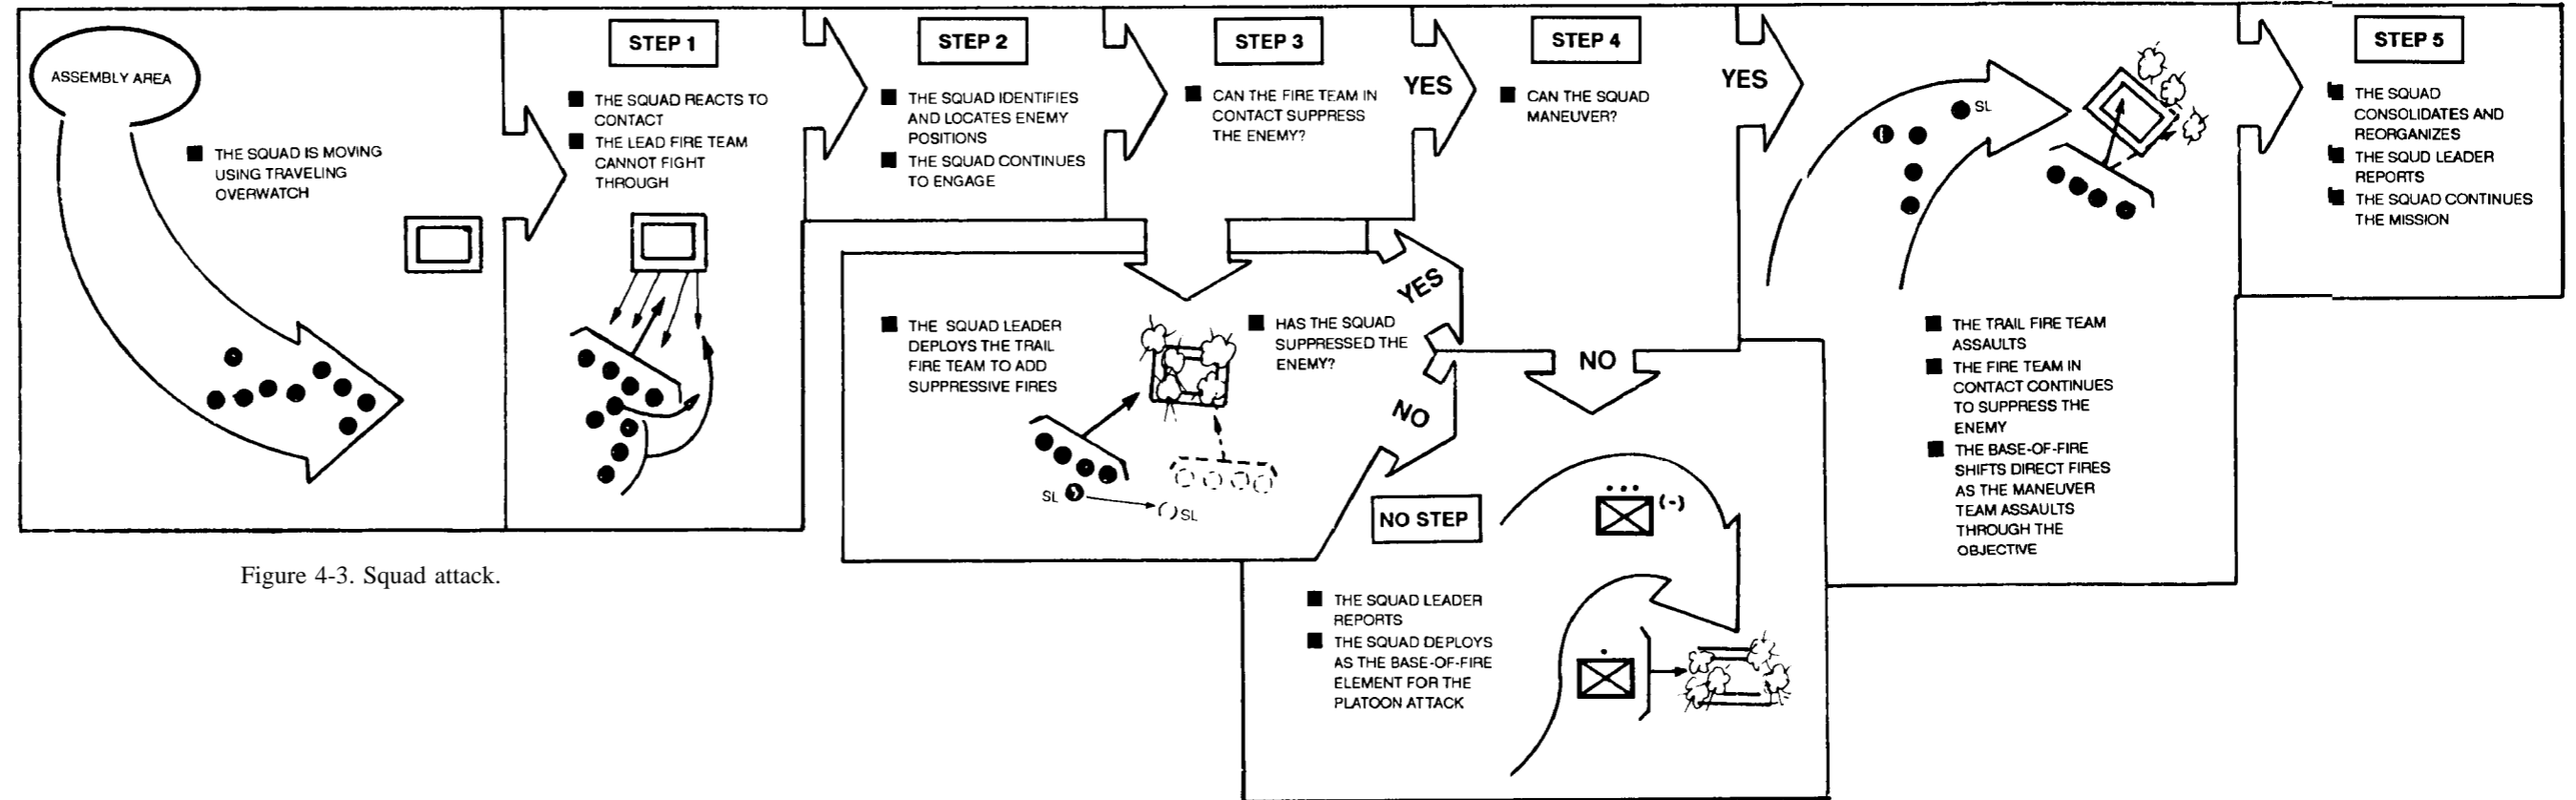 ASSEMBLY AREA
THE SQUAD IS MOVING
USING TRAVELING
OVERWATCH
STEP 1
THE SQUAD REACTS TO
CONTACT
THE LEAD FIRE TEAM
CANNOT FIGHT
THROUGH
STEP 2
THE SQUAD IDENTIFIES
AND LOCATES ENEMY
POSITIONS
THE SQUAD CONTINUES
TO ENGAGE
STEP 3
CAN THE FIRE TEAM IN
CONTACT SUPPRESS
THE ENEMY?
YES
STEP 4
CAN THE SQUAD
MANEUVER?
YES
SL
STEP 5
THE SQUAD
CONSOLIDATES AND
REORGANIZES
THE SQUD LEADER
REPORTS
THE SQUAD CONTINUES
THE MISSION
THE SQUAD LEADER
DEPLOYS THE TRAIL
FIRE TEAM TO ADD
SUPPRESSIVE FIRES
HAS THE SQUAD
SUPPRESSED THE
ENEMY?
YES
NO
SL
( ) SL
NO
THE TRAIL FIRE TEAM
ASSAULTS
THE FIRE TEAM IN
CONTACT CONTINUES
TO SUPPRESS THE
ENEMY
THE BASE-OF-FIRE
SHIFTS DIRECT FIRES
AS THE MANEUVER
TEAM ASSAULTS
THROUGH THE
OBJECTIVE
NO STEP
(-)
THE SQUAD LEADER
REPORTS
THE SQUAD DEPLOYS
AS THE BASE-OF-FIRE
ELEMENT FOR THE
PLATOON ATTACK
Figure 4-3. Squad attack.